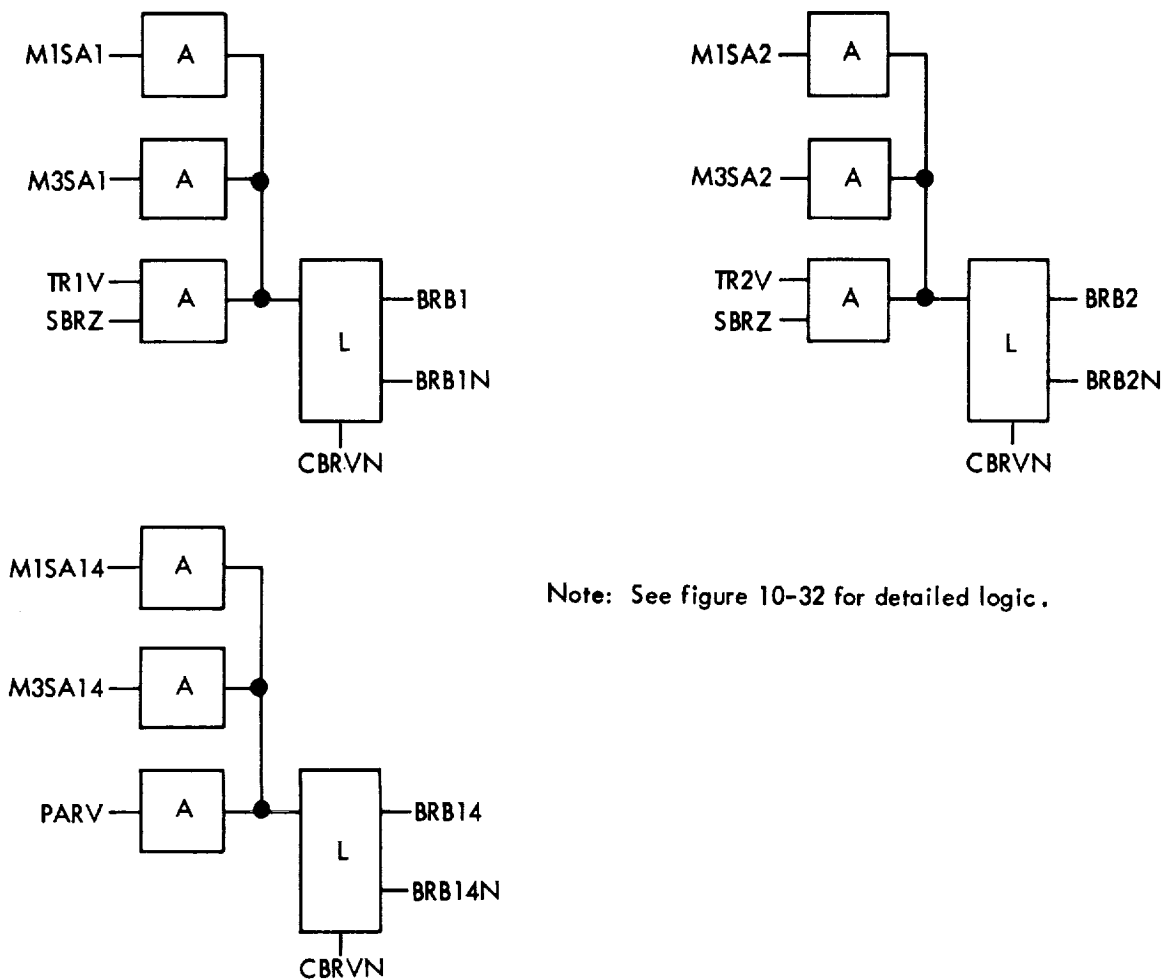 M1SA1
A
M3SA1
A
TR1V
SBRZ
A
L
BRB1
BRB1N
CBRVN
M1SA2
A
M3SA2
A
TR2V
SBRZ
A
L
BRB2
BRB2N
CBRVN
M1SA14
A
M3SA14
A
PARV
A
L
BRB14
BRB14N
CBRVN
Note: See figure 10-32 for detailed logic.